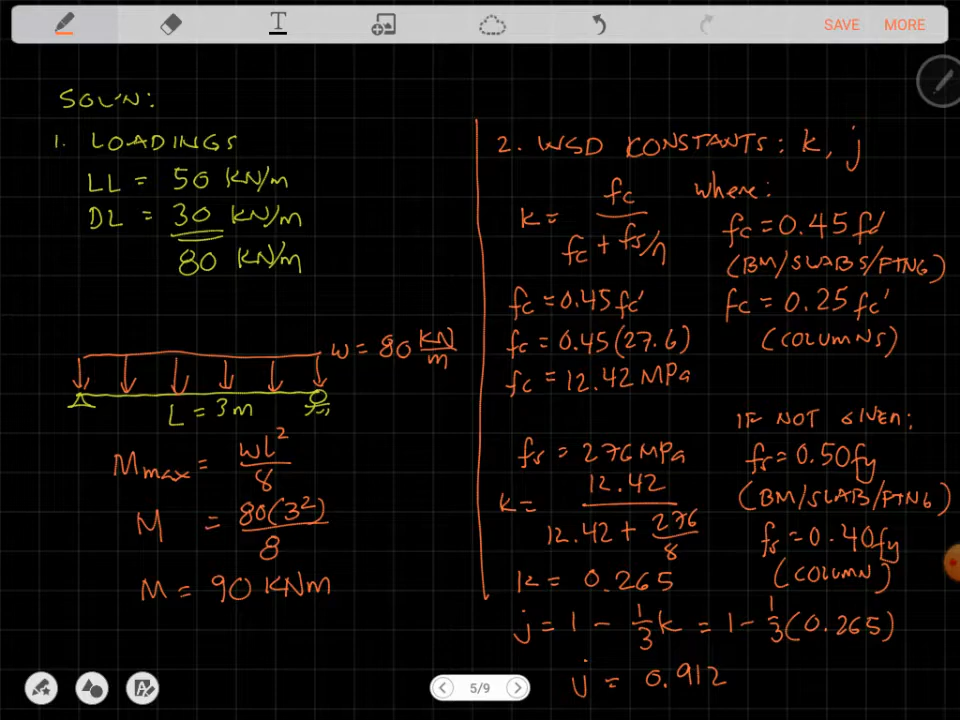 SAVE MORE
SOL'N:
1. LOADINGS
LL = 50 KN/m
DL = 30 KN/m
80 KN/m
w = 80 KN/m
L = 3m
Mmax = wl²/8
M = 80(3²)/8
M = 90 KNm
2. WSD KONSTANTS: k, j
k = fc/(fc + fs/n)
where:
fc = 0.45 fc'
(BM/SLABS/FTNG)
fc = 0.25 fc'
(COLUMNS)
fc = 0.45 fc'
fc = 0.45 (27.6)
fc = 12.42 MPa
IF NOT GIVEN:
fs = 0.50fy
(BM/SLAB/FTNG)
fs = 0.40fy
(COLUMN)
fs = 276 MPa
k = 12.42/(12.42 + 276/8)
k = 0.265
j = 1 - 1/3 k = 1 - 1/3 (0.265)
j = 0.912
5/9